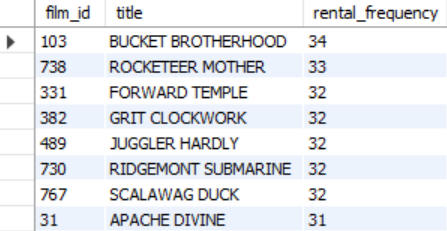 film_id title rental_frequency
103 BUCKET BROTHERHOOD 34
738 ROCKETEER MOTHER 33
331 FORWARD TEMPLE 32
382 GRIT CLOCKWORK 32
489 JUGGLER HARDLY 32
730 RIDGEMONT SUBMARINE 32
767 SCALAWAG DUCK 32
31 APACHE DIVINE 31